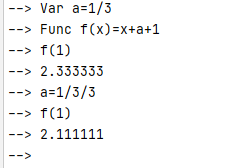 --> Var a=1/3
--> Func f(x)=x+a+1
--> f(1)
--> 2.333333
--> a=1/3/3
--> f(1)
--> 2.111111
-->